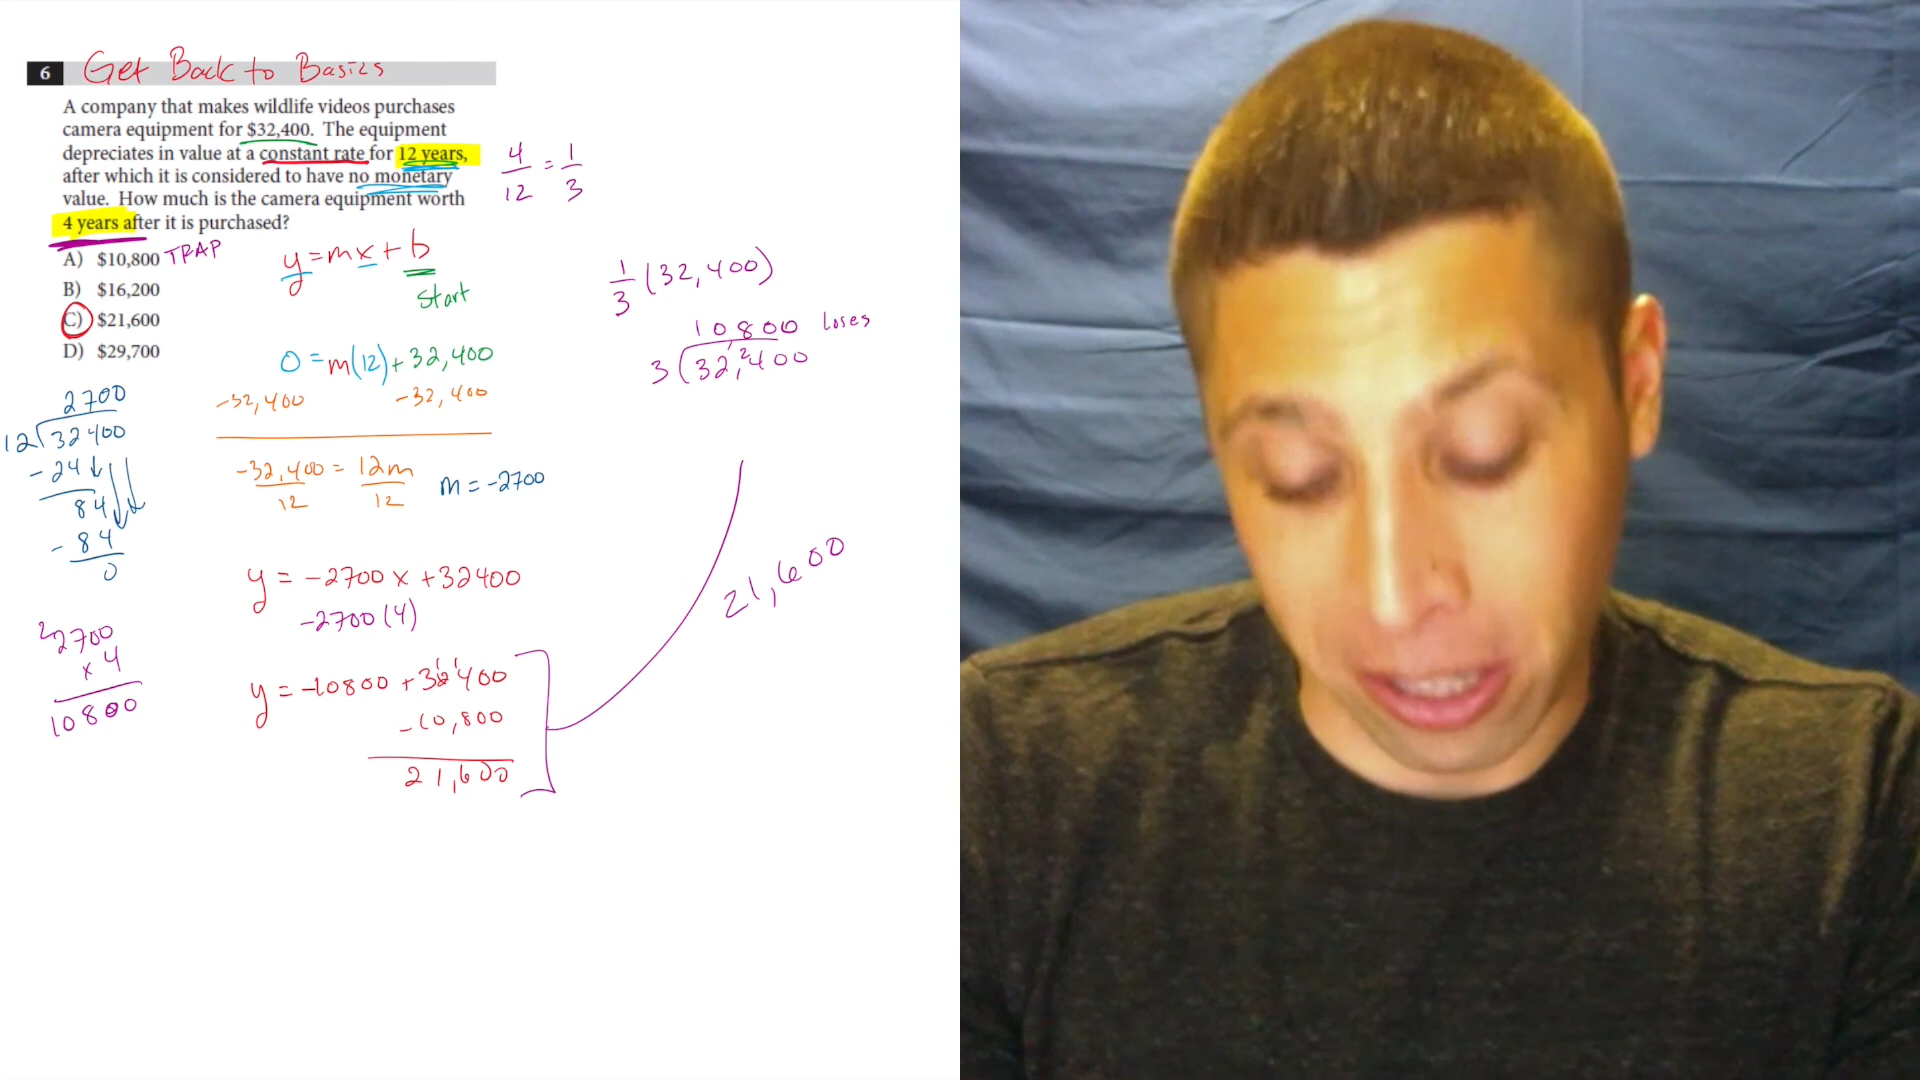 6 Get Back to Basics
A company that makes wildlife videos purchases
camera equipment for $32,400. The equipment
depreciates in value at a constant rate for 12 years,
after which it is considered to have no monetary
value. How much is the camera equipment worth
4 years after it is purchased?
A) $10,800 TRAP
B) $16,200
C) $21,600
D) $29,700
4/12 = 1/3
y = mx + b
Start
0 = m(12) + 32,400
-32,400 -32,400
-32,400 = 12m
12 12
m = -2700
2700
12 32400
-24
84
-84
0
y = -2700x + 32400
-2700(4)
2 2700
x 4
10800
y = -10800 + 32400
-10,800
21,600
1/3 (32,400)
10800 loses
3 32,400
21,600